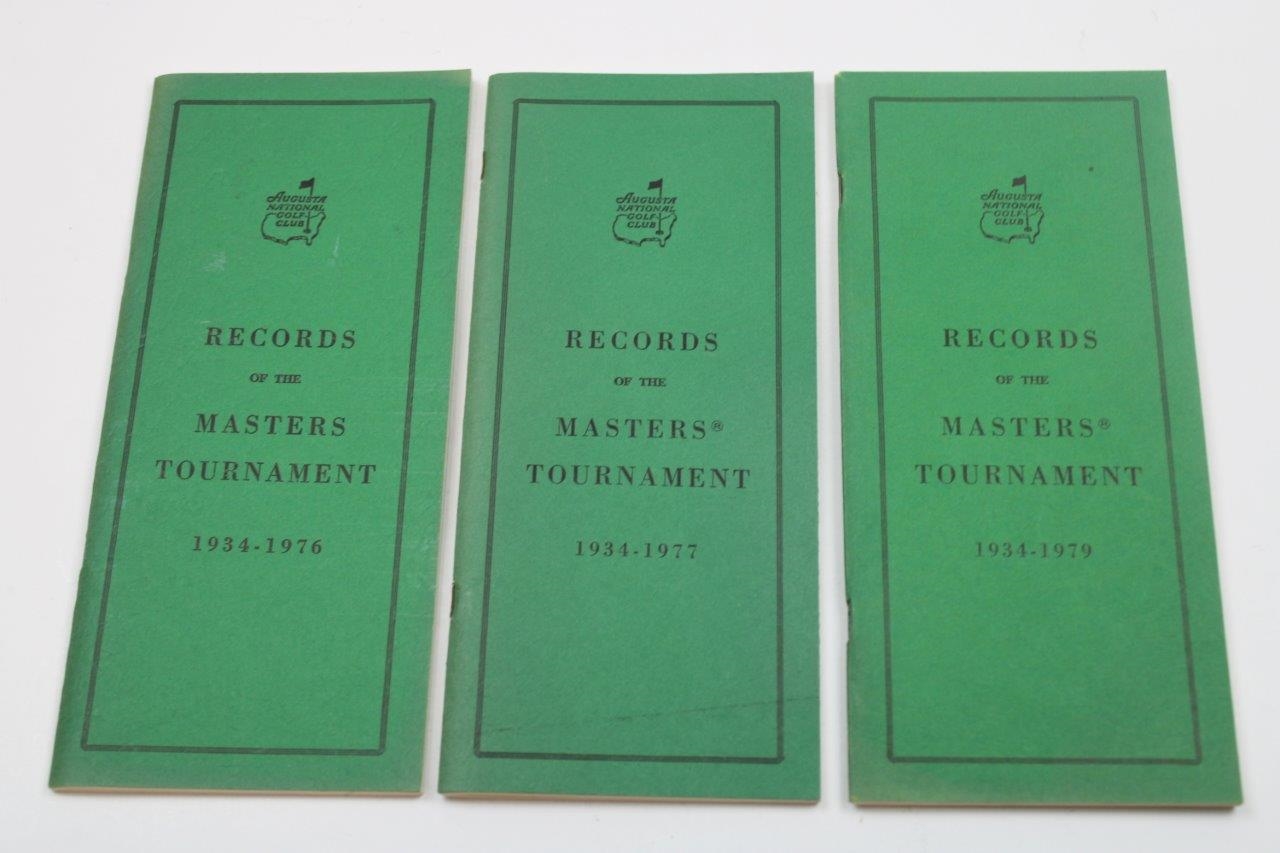 AUGUSTA
NATIONAL
GOLF
CLUB
RECORDS
OF THE
MASTERS
TOURNAMENT
1934-1976
AUGUSTA
NATIONAL
GOLF
CLUB
RECORDS
OF THE
MASTERS®
TOURNAMENT
1934-1977
AUGUSTA
NATIONAL
GOLF
CLUB
RECORDS
OF THE
MASTERS®
TOURNAMENT
1934-1979